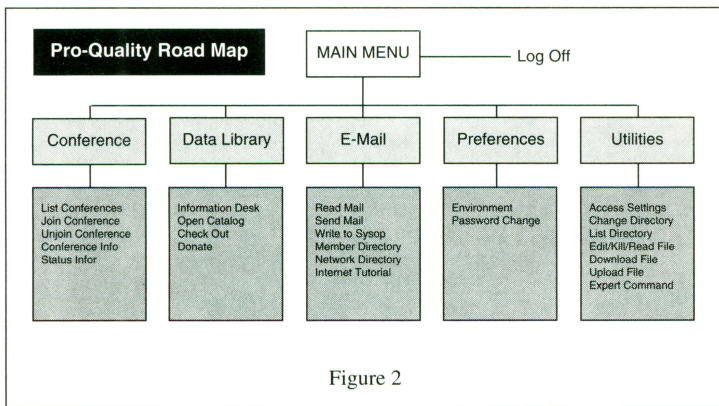 Pro-Quality Road Map
MAIN MENU
Log Off
Conference
Data Library
E-Mail
Preferences
Utilities
List Conferences
Join Conference
Unjoin Conference
Conference Info
Status Infor
Information Desk
Open Catalog
Check Out
Donate
Read Mail
Send Mail
Write to Sysop
Member Directory
Network Directory
Internet Tutorial
Environment
Password Change
Access Settings
Change Directory
List Directory
Edit/Kill/Read File
Download File
Upload File
Expert Command
Figure 2